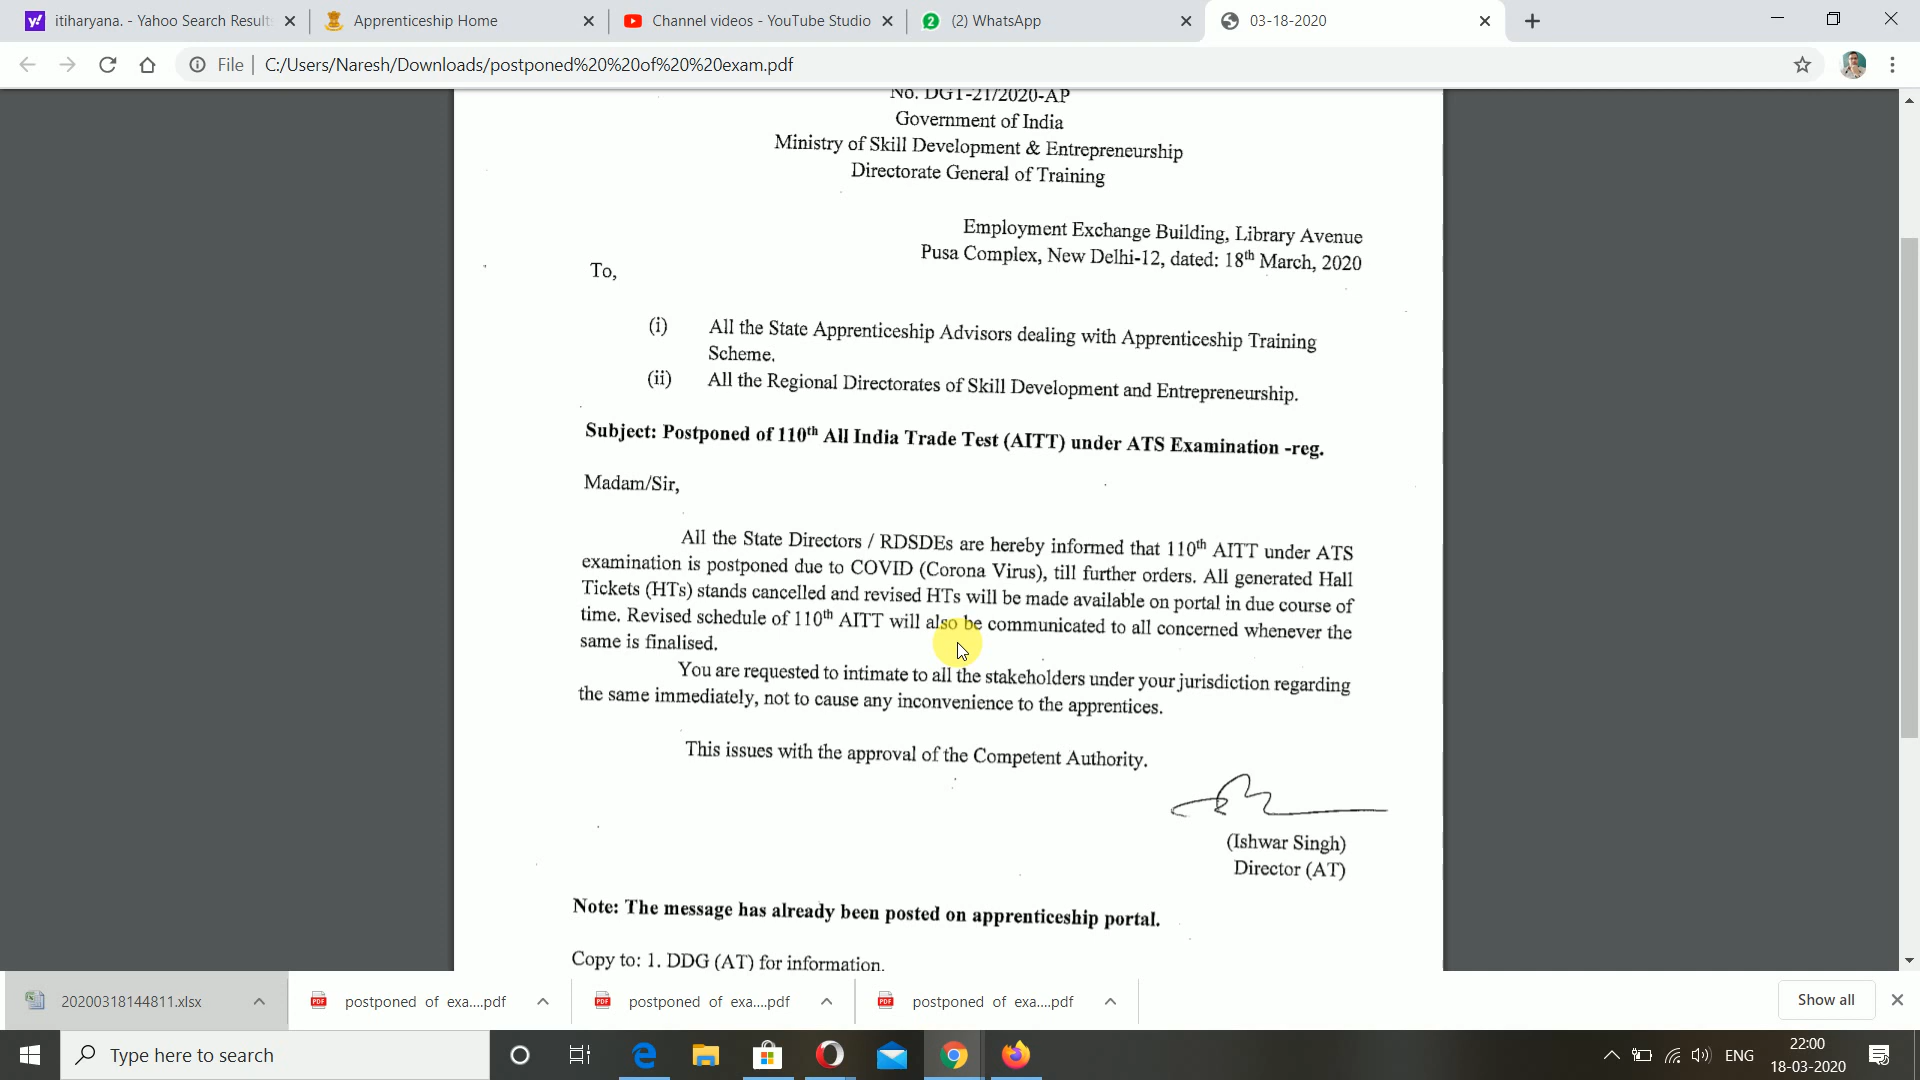 itiharyana. - Yahoo Search Results
Apprenticeship Home
Channel videos - YouTube Studio
(2) WhatsApp
03-18-2020
File
C:/Users/Naresh/Downloads/postponed%20%20of%20%20exam.pdf
No. DGT-21/2020-AP
Government of India
Ministry of Skill Development & Entrepreneurship
Directorate General of Training
Employment Exchange Building, Library Avenue
Pusa Complex, New Delhi-12, dated: 18th March, 2020
To,
(i) All the State Apprenticeship Advisors dealing with Apprenticeship Training
Scheme.
(ii) All the Regional Directorates of Skill Development and Entrepreneurship.
Subject: Postponed of 110th All India Trade Test (AITT) under ATS Examination -reg.
Madam/Sir,
All the State Directors / RDSDEs are hereby informed that 110th AITT under ATS
examination is postponed due to COVID (Corona Virus), till further orders. All generated Hall
Tickets (HTs) stands cancelled and revised HTs will be made available on portal in due course of
time. Revised schedule of 110th AITT will also be communicated to all concerned whenever the
same is finalised.
You are requested to intimate to all the stakeholders under your jurisdiction regarding
the same immediately, not to cause any inconvenience to the apprentices.
This issues with the approval of the Competent Authority.
(Ishwar Singh)
Director (AT)
Note: The message has already been posted on apprenticeship portal.
Copy to: 1. DDG (AT) for information.
20200318144811.xlsx
postponed of exa....pdf
postponed of exa....pdf
postponed of exa....pdf
Show all
Type here to search
ENG
22:00
18-03-2020